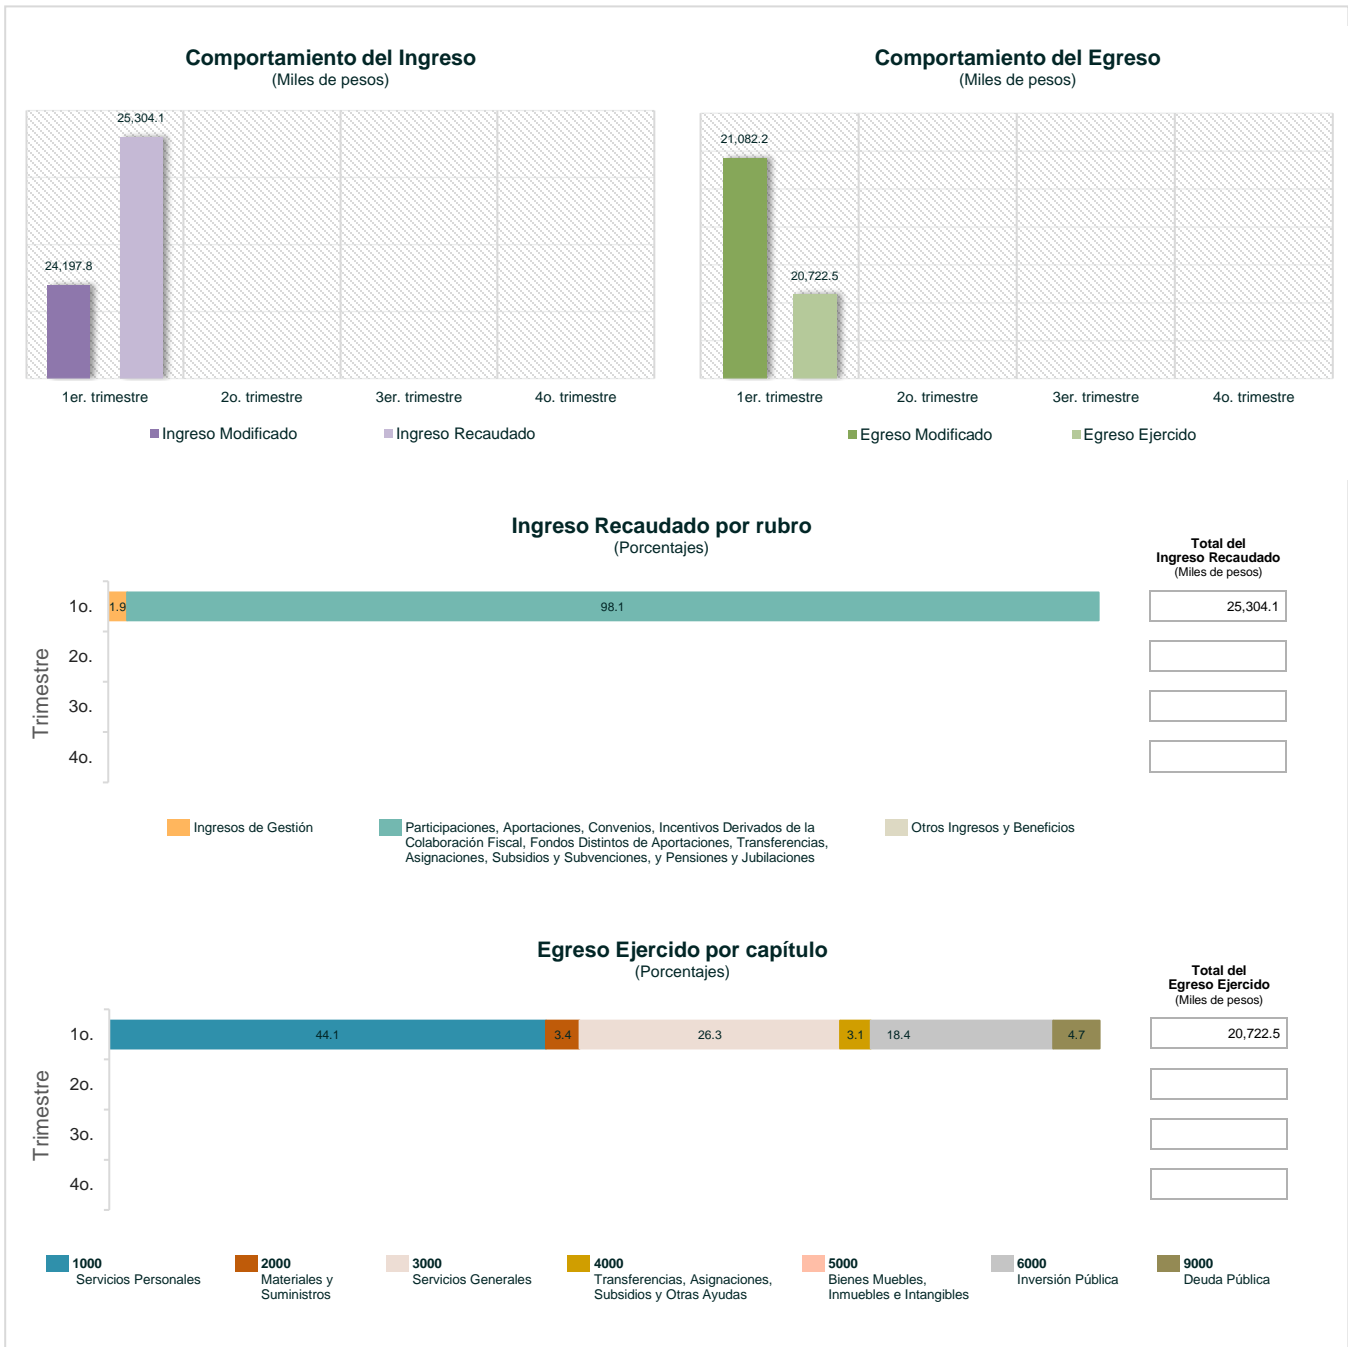 Comportamiento del Ingreso
(Miles de pesos)
25,304.1
24,197.8
1er. trimestre 2o. trimestre 3er. trimestre 4o. trimestre
Ingreso Modificado Ingreso Recaudado
Comportamiento del Egreso
(Miles de pesos)
21,082.2
20,722.5
1er. trimestre 2o. trimestre 3er. trimestre 4o. trimestre
Egreso Modificado Egreso Ejercido
Ingreso Recaudado por rubro
(Porcentajes)
Total del
Ingreso Recaudado
(Miles de pesos)
Trimestre
1o. 1.9 98.1 25,304.1
2o.
3o.
4o.
Ingresos de Gestión
Participaciones, Aportaciones, Convenios, Incentivos Derivados de la
Colaboración Fiscal, Fondos Distintos de Aportaciones, Transferencias,
Asignaciones, Subsidios y Subvenciones, y Pensiones y Jubilaciones
Otros Ingresos y Beneficios
Egreso Ejercido por capítulo
(Porcentajes)
Total del
Egreso Ejercido
(Miles de pesos)
Trimestre
1o. 44.1 3.4 26.3 3.1 18.4 4.7 20,722.5
2o.
3o.
4o.
1000
Servicios Personales
2000
Materiales y
Suministros
3000
Servicios Generales
4000
Transferencias, Asignaciones,
Subsidios y Otras Ayudas
5000
Bienes Muebles,
Inmuebles e Intangibles
6000
Inversión Pública
9000
Deuda Pública